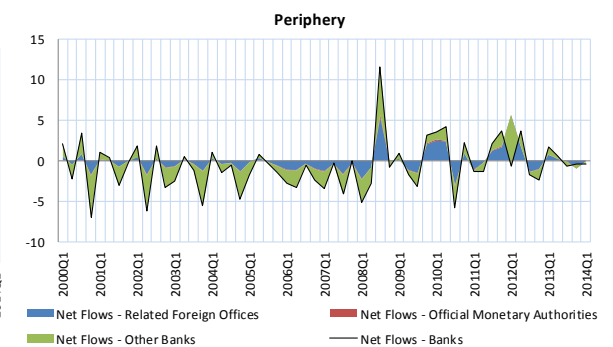 Periphery
15
10
5
0
-5
-10
2000Q1 2001Q1 2002Q1 2003Q1 2004Q1 2005Q1 2006Q1 2007Q1 2008Q1 2009Q1 2010Q1 2011Q1 2012Q1 2013Q1 2014Q1
Net Flows - Related Foreign Offices Net Flows - Official Monetary Authorities
Net Flows - Other Banks Net Flows - Banks